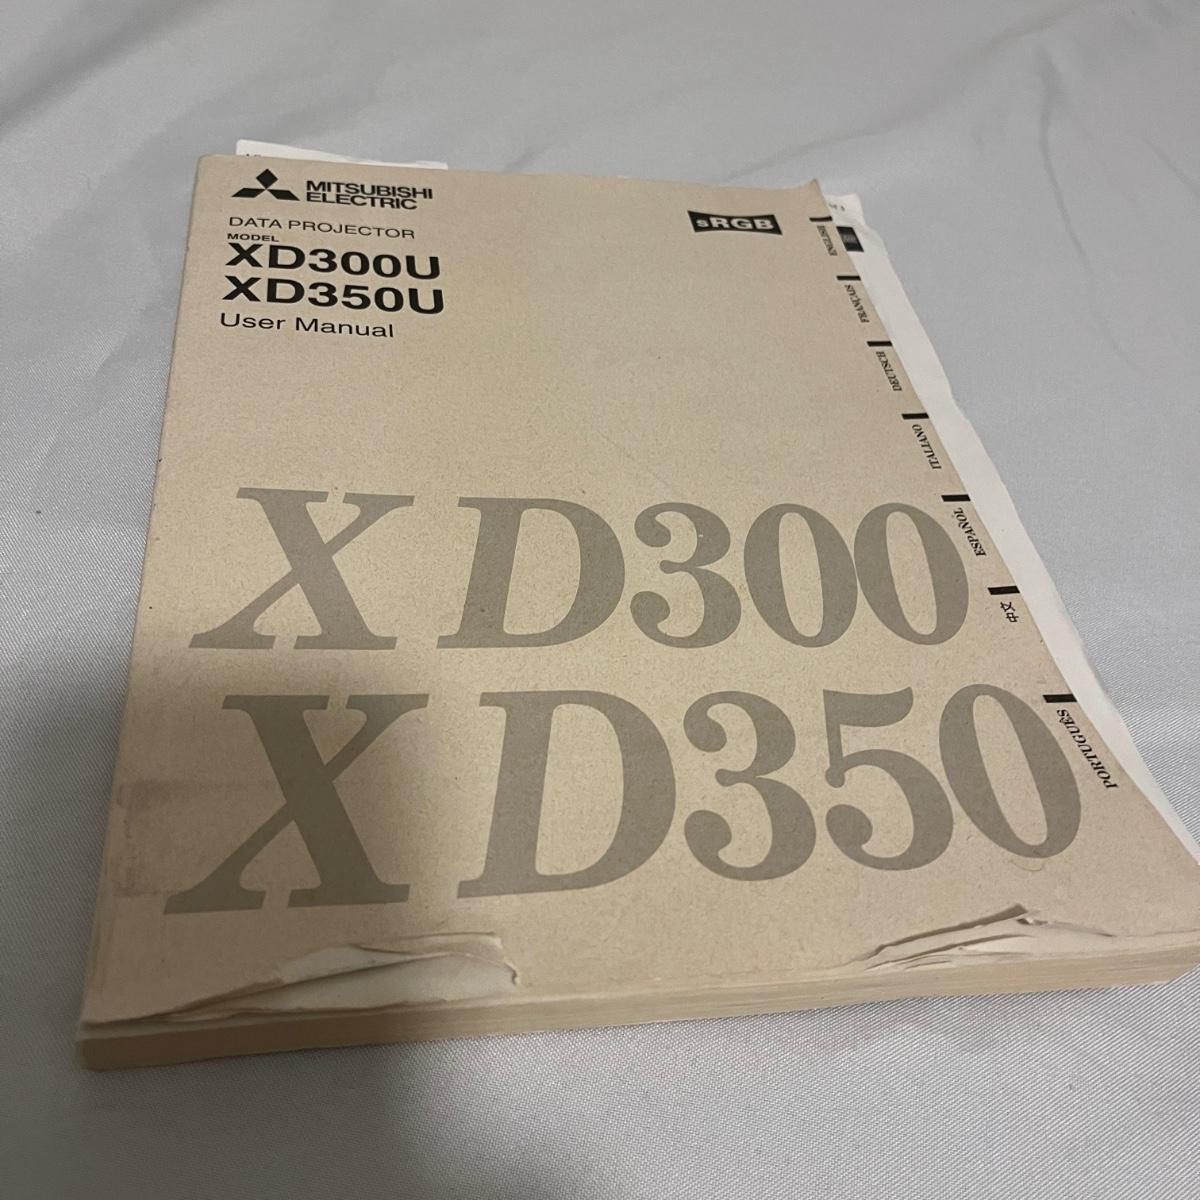 MITSUBISHI
ELECTRIC
DATA PROJECTOR
MODEL
XD300U
XD350U
User Manual
sRGB
ENGLISH
FRANÇAIS
DEUTSCH
ITALIANO
ESPAÑOL
中文
PORTUGUÊS
XD300
XD350